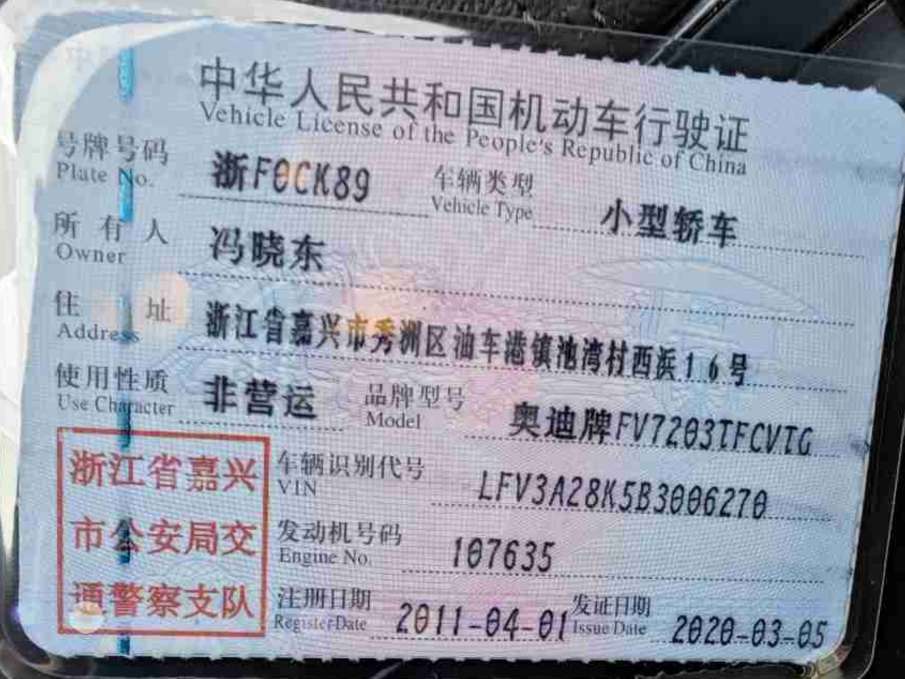 中华人民共和国机动车行驶证
Vehicle License of the People's Republic of China
号牌号码 浙F0CK89 车辆类型 小型轿车
Plate No. Vehicle Type
所有人 冯晓东
Owner
住址 浙江省嘉兴市秀洲区油车港镇池湾村西浜16号
Address
使用性质 非营运 品牌型号 奥迪牌FV7203TFCVTG
Use Character Model
浙江省嘉兴
市公安局交
通警察支队
车辆识别代号 LFV3A28K5B3006270
VIN
发动机号码 107635
Engine No.
注册日期 2011-04-01 发证日期 2020-03-05
Register Date Issue Date